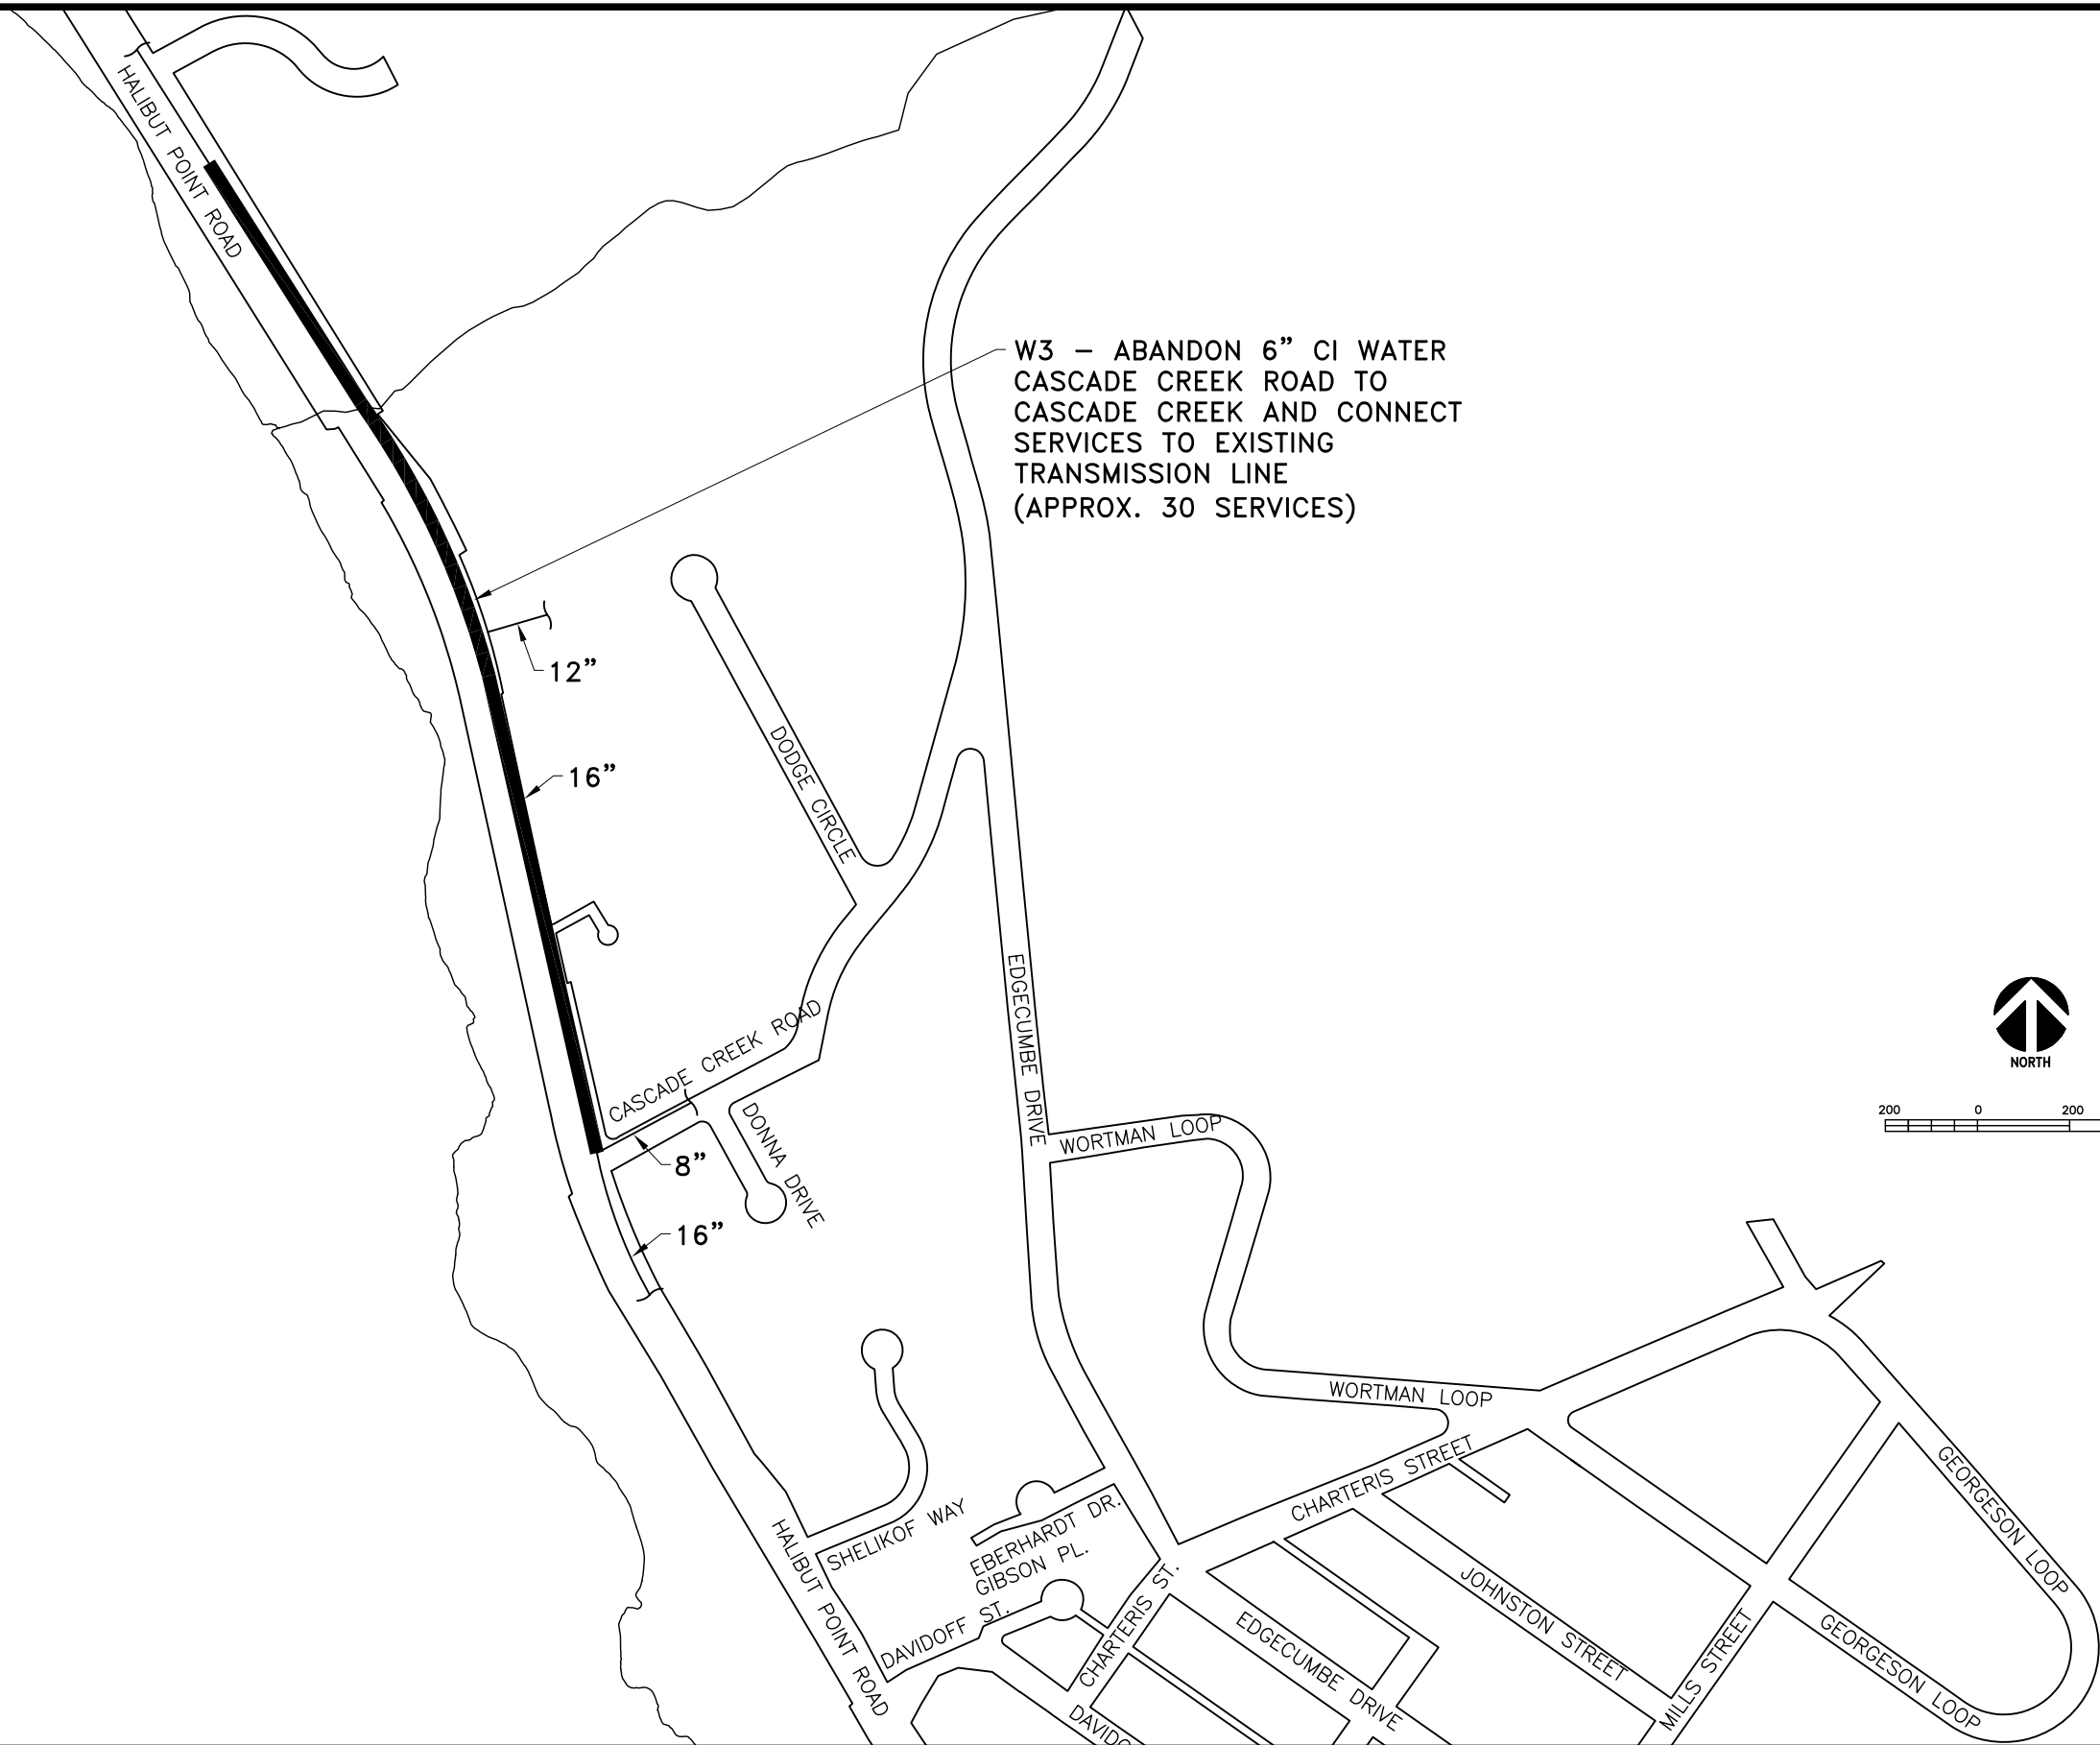 HALIBUT POINT ROAD
W3 – ABANDON 6” CI WATER
CASCADE CREEK ROAD TO
CASCADE CREEK AND CONNECT
SERVICES TO EXISTING
TRANSMISSION LINE
(APPROX. 30 SERVICES)
12”
16”
DODGE CIRCLE
EDGECUMBE DRIVE
CASCADE CREEK ROAD
NORTH
200 0 200
DONNA DRIVE
WORTMAN LOOP
8”
16”
WORTMAN LOOP
CHARTERIS STREET
GEORGESON LOOP
SHELIKOF WAY
EBERHARDT DR.
GIBSON PL.
HALIBUT POINT ROAD
DAVIDOFF ST.
CHARTERIS ST.
EDGECUMBE DRIVE
JOHNSTON STREET
MILLS STREET
GEORGESON LOOP